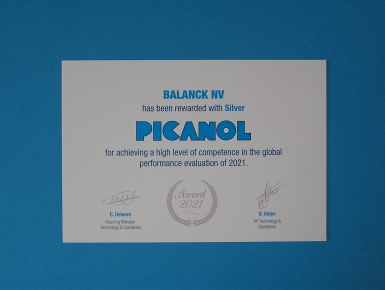 BALANCK NV
has been rewarded with Silver
PICANOL
for achieving a high level of competence in the global
performance evaluation of 2021.
Award
2021
C. Delaere
Sourcing Manager
Technology & Operations
G. Ostyn
VP Technology &
Operations